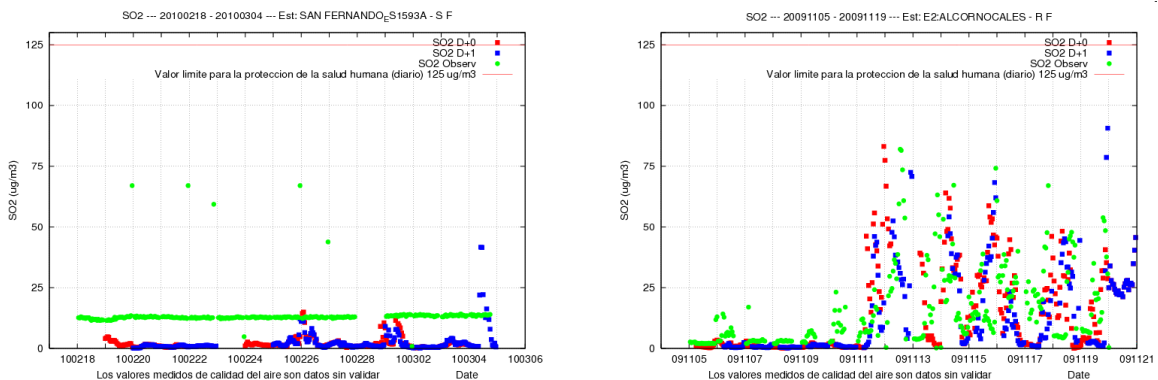 SO2 --- 20100218 - 20100304 --- Est: SAN FERNANDO_ES1593A - S F
125
100
75
50
25
0
SO2 (ug/m3)
SO2 D+0
SO2 D+1
SO2 Observ
Valor limite para la proteccion de la salud humana (diario) 125 ug/m3
100218 100220 100222 100224 100226 100228 100302 100304 100306
Los valores medidos de calidad del aire son datos sin validar Date
SO2 --- 20091105 - 20091119 --- Est: E2:ALCORNOCALES - R F
125
100
75
50
25
0
SO2 (ug/m3)
SO2 D+0
SO2 D+1
SO2 Observ
Valor limite para la proteccion de la salud humana (diario) 125 ug/m3
091105 091107 091109 091111 091113 091115 091117 09119 091121
Los valores medidos de calidad del aire son datos sin validar Date